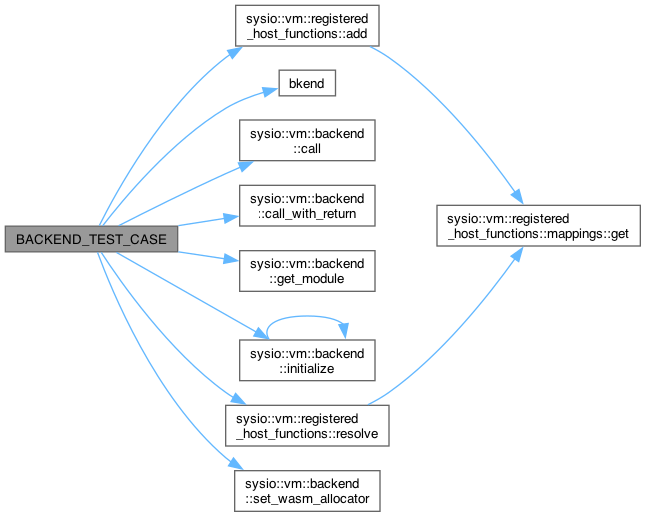 sysio::vm::registered
_host_functions::add
bkend
sysio::vm::backend
::call
sysio::vm::backend
::call_with_return
BACKEND_TEST_CASE
sysio::vm::registered
_host_functions::mappings::get
sysio::vm::backend
::get_module
sysio::vm::backend
::initialize
sysio::vm::registered
_host_functions::resolve
sysio::vm::backend
::set_wasm_allocator